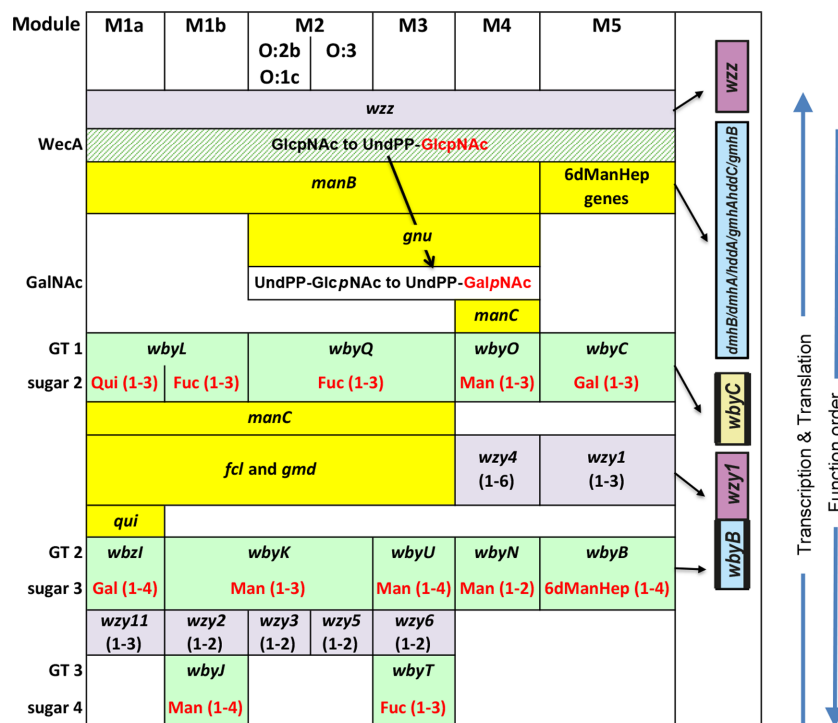 Module M1a M1b M2 M3 M4 M5
O:2b O:3
O:1c
wzz
WecA GlcpNAc to UndPP-GlcpNAc
manB
6dManHep
genes
gnu
GalNAc UndPP-GlcpNAc to UndPP-GalpNAc
manC
GT 1 wbyL wbyQ wbyO wbyC
sugar 2 Qui (1-3) Fuc (1-3) Fuc (1-3) Man (1-3) Gal (1-3)
manC
fcl and gmd
wzy4 wzy1
(1-6) (1-3)
qui
GT 2 wbzI wbyK wbyU wbyN wbyB
sugar 3 Gal (1-4) Man (1-3) Man (1-4) Man (1-2) 6dManHep (1-4)
wzy11 wzy2 wzy3 wzy5 wzy6
(1-3) (1-2) (1-2) (1-2) (1-2)
GT 3 wbyJ wbyT
sugar 4 Man (1-4) Fuc (1-3)
wzz
dmhB/dmhA/hddA/gmhA/hddC/gmhB
wbyC
wzy1
wbyB
Transcription & Translation
Function order